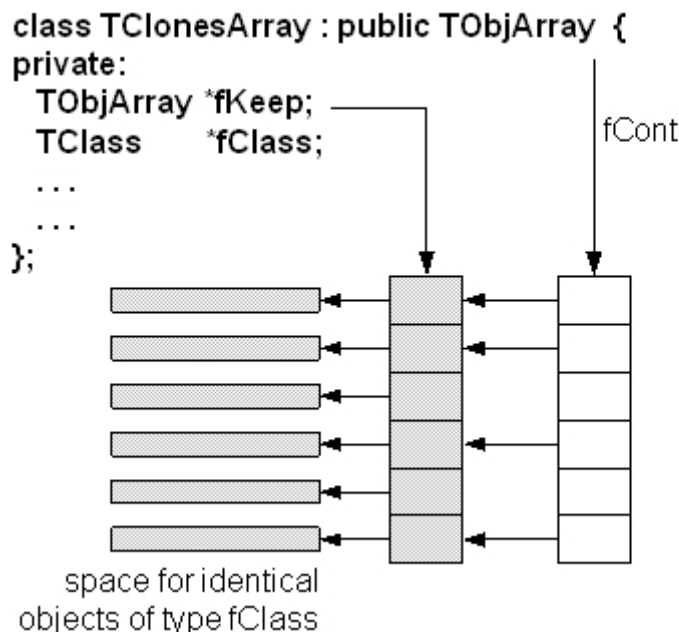 class TClonesArray : public TObjArray {
private:
TObjArray *fKeep;
TClass *fClass;
. . .
. . .
};
fCont
space for identical
objects of type fClass